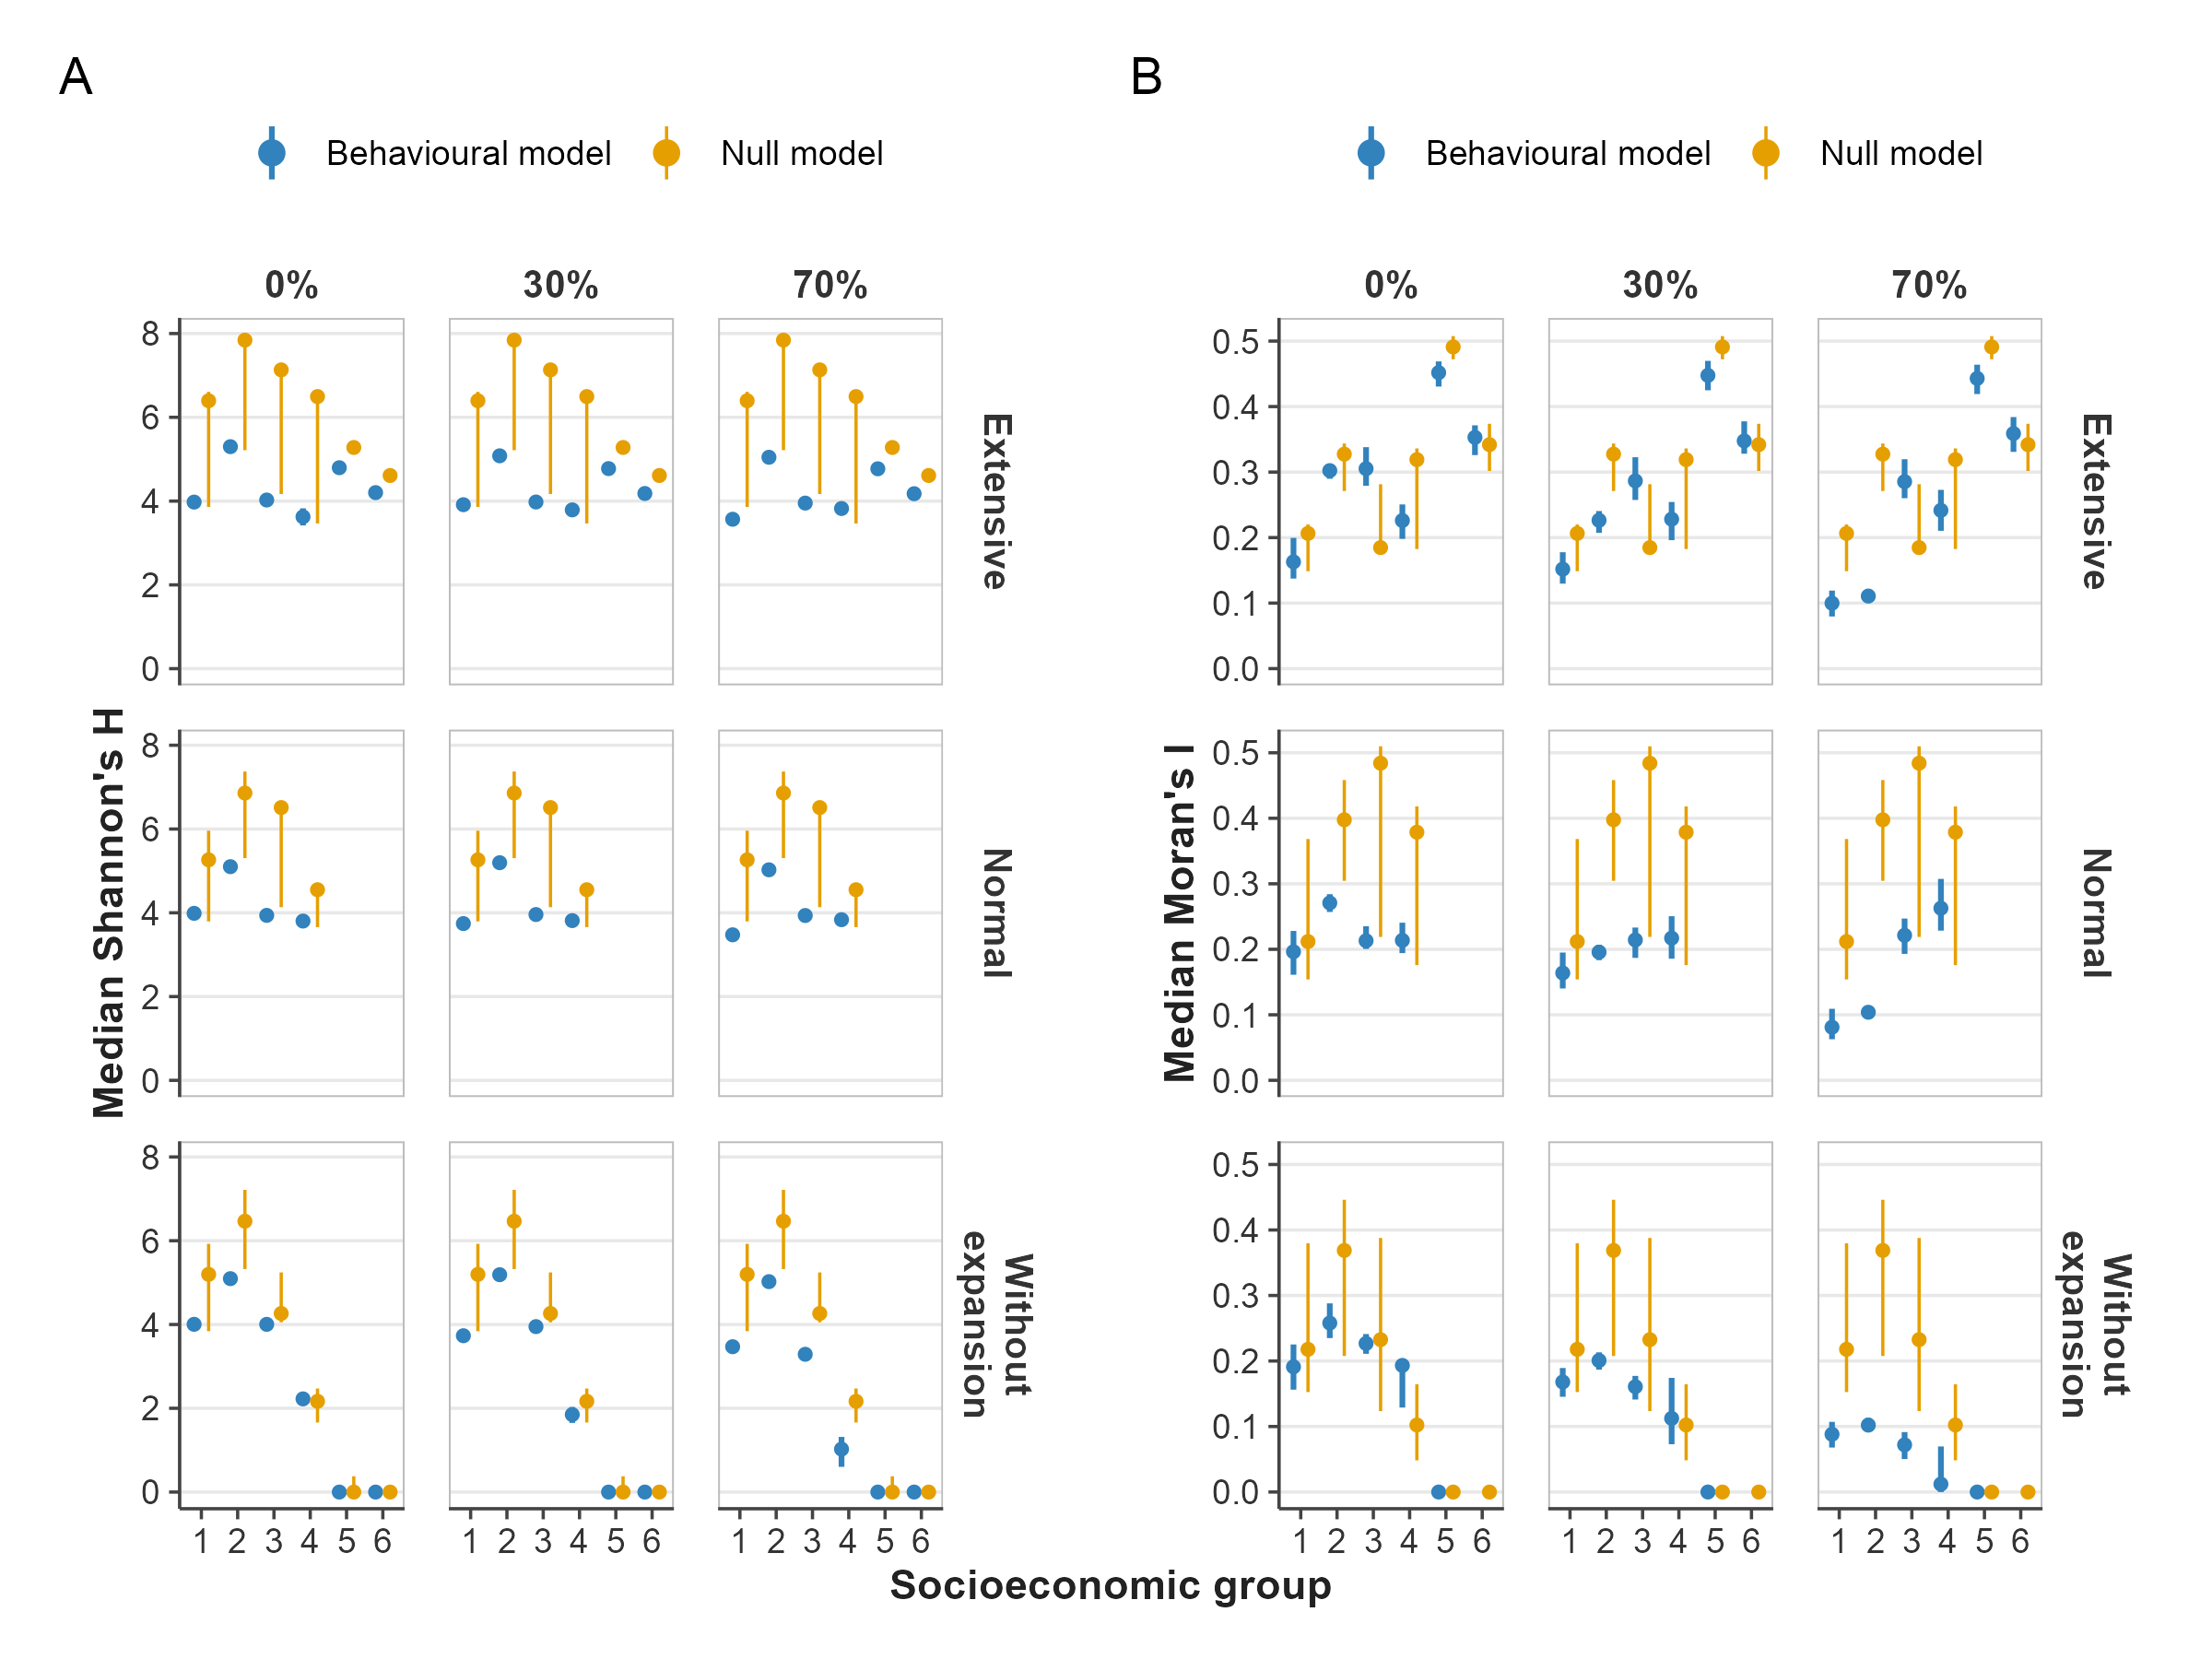 A
Behavioural model Null model
0% 30% 70%
8
6
4
2
0
Extensive
8
6
4
2
0
Normal
8
6
4
2
0
Without
expansion
Median Shannon's H
1 2 3 4 5 6
1 2 3 4 5 6
1 2 3 4 5 6
B
Behavioural model Null model
0% 30% 70%
0.5
0.4
0.3
0.2
0.1
0.0
Extensive
0.5
0.4
0.3
0.2
0.1
0.0
Normal
0.5
0.4
0.3
0.2
0.1
0.0
Without
expansion
Median Moran's I
1 2 3 4 5 6
1 2 3 4 5 6
1 2 3 4 5 6
Socioeconomic group